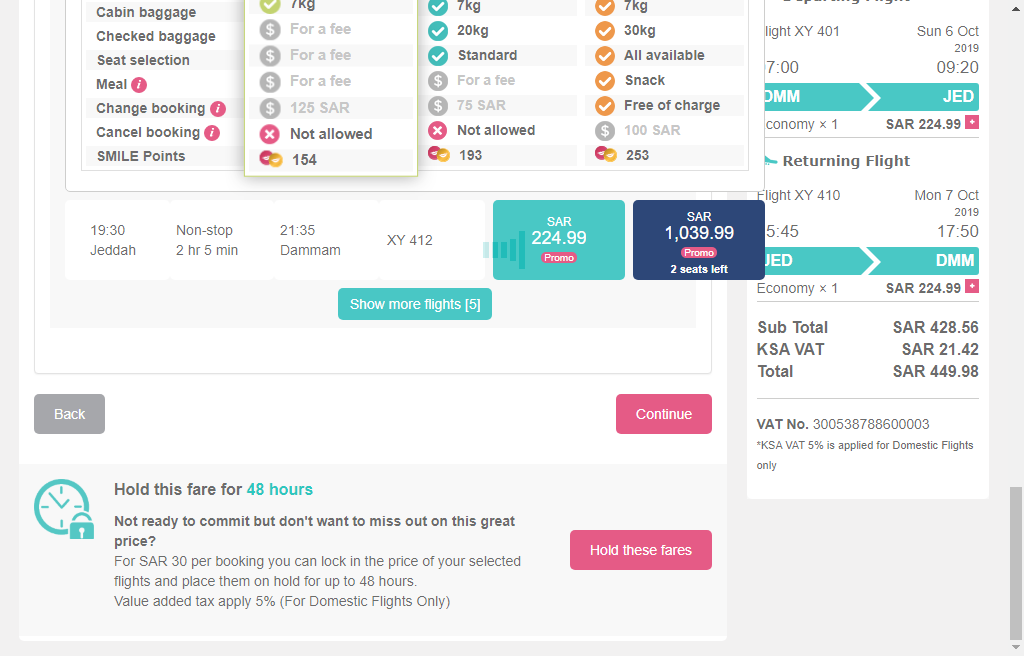 Cabin baggage
Checked baggage
Seat selection
Meal i
Change booking i
Cancel booking i
SMILE Points
7kg
$ For a fee
$ For a fee
$ For a fee
$ 125 SAR
Not allowed
154
7kg
20kg
Standard
$ For a fee
$ 75 SAR
Not allowed
193
7kg
30kg
All available
Snack
Free of charge
$ 100 SAR
253
19:30
Jeddah
Non-stop
2 hr 5 min
21:35
Dammam
XY 412
SAR
224.99
Promo
SAR
1,039.99
Promo
2 seats left
Show more flights [5]
Back
Continue
Hold this fare for 48 hours
Not ready to commit but don't want to miss out on this great
price?
For SAR 30 per booking you can lock in the price of your selected
flights and place them on hold for up to 48 hours.
Value added tax apply 5% (For Domestic Flights Only)
Hold these fares
light XY 401 Sun 6 Oct
2019
7:00 09:20
DMM JED
conomy × 1 SAR 224.99 +
Returning Flight
Flight XY 410 Mon 7 Oct
2019
5:45 17:50
JED DMM
Economy × 1 SAR 224.99 +
Sub Total SAR 428.56
KSA VAT SAR 21.42
Total SAR 449.98
VAT No. 300538788600003
*KSA VAT 5% is applied for Domestic Flights
only